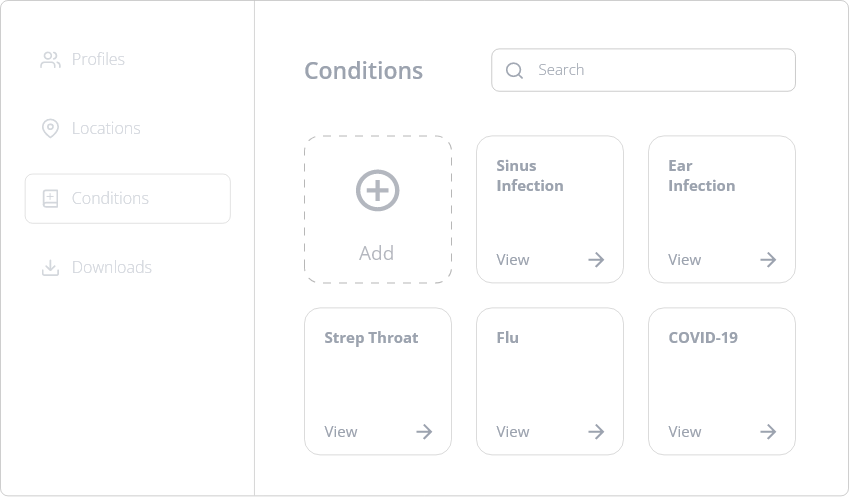 Profiles
Locations
Conditions
Downloads
Conditions
Search
Add
Sinus
Infection
View
Ear
Infection
View
Strep Throat
View
Flu
View
COVID-19
View